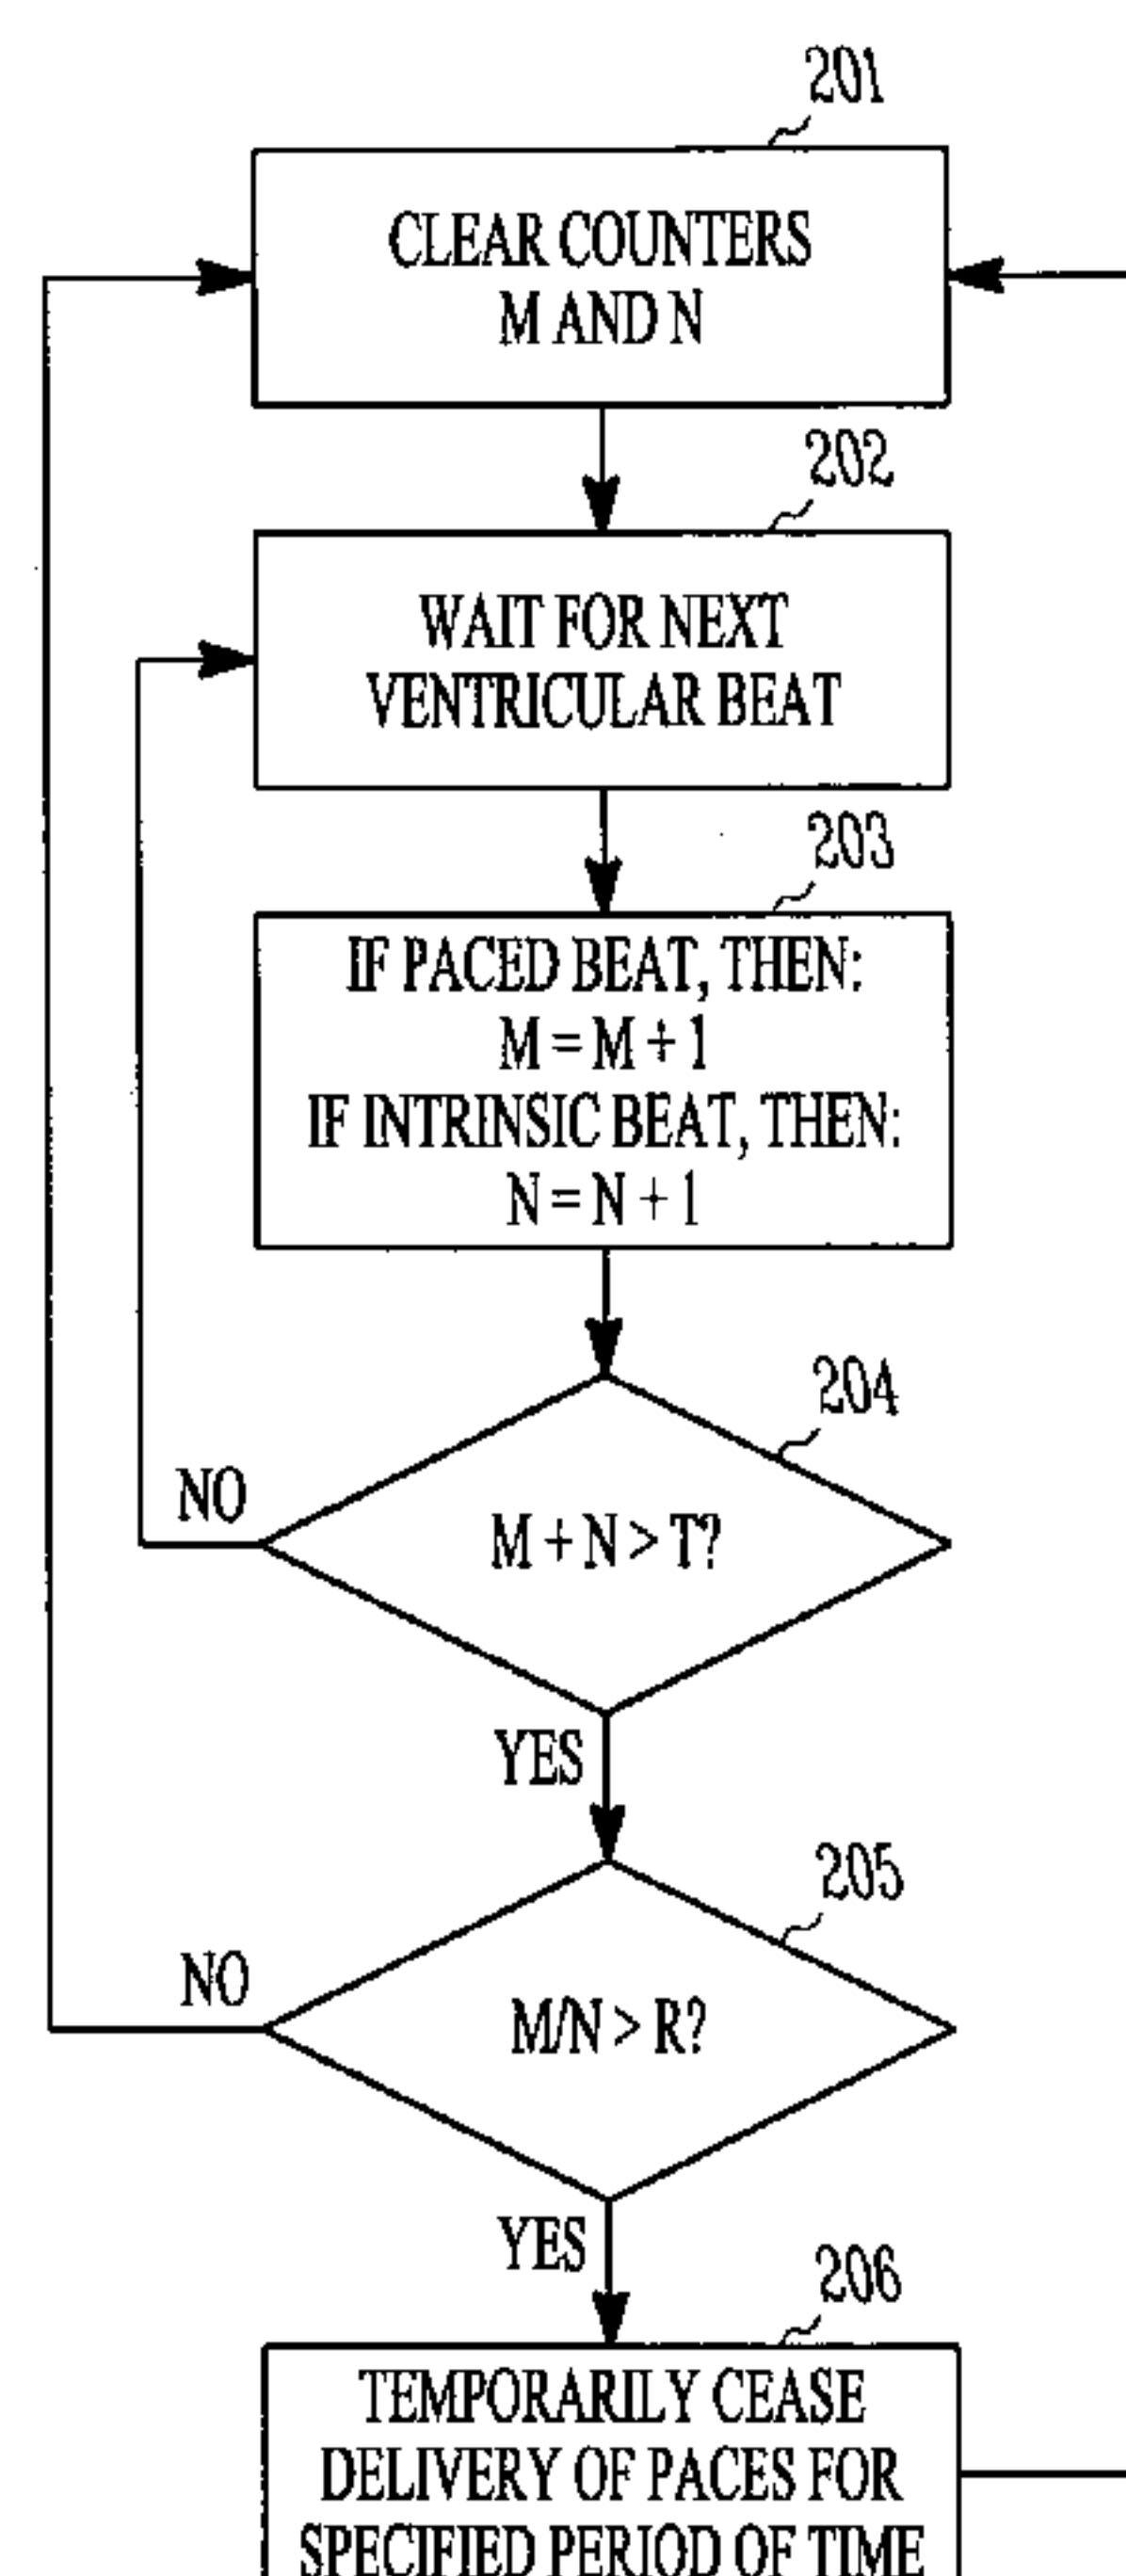 201
CLEAR COUNTERS
M AND N
202
WAIT FOR NEXT
VENTRICULAR BEAT
203
IF PACED BEAT, THEN:
M = M + 1
IF INTRINSIC BEAT, THEN:
N = N + 1
204
NO
M + N > T?
YES
205
NO
M/N > R?
YES
206
TEMPORARILY CEASE
DELIVERY OF PACES FOR
SPECIFIED PERIOD OF TIME